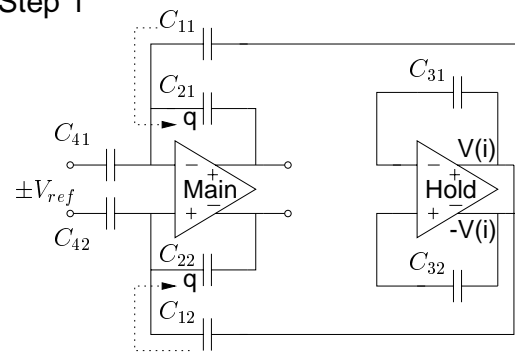 Step 1
C11
C21
q
C31
C41
− +
Main
+ −
±Vref
C42
− +
Hold
+ −
V(i)
-V(i)
C22
q
C12
C32